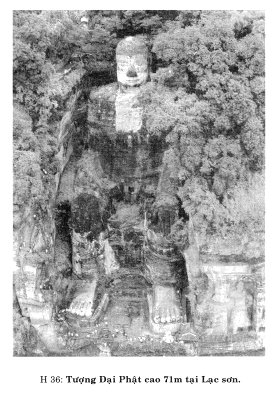 H 36: Tượng Đại Phật cao 71m tại Lạc sơn.